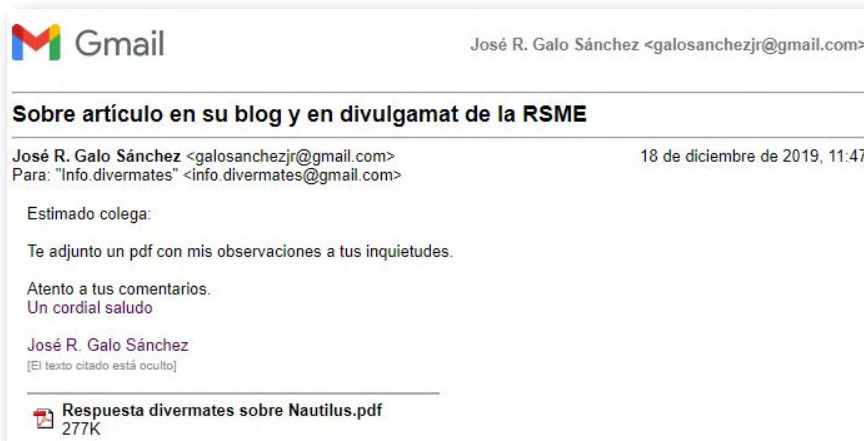 Gmail
José R. Galo Sánchez <galosanchezjr@gmail.com>
Sobre artículo en su blog y en divulgamat de la RSME
José R. Galo Sánchez <galosanchezjr@gmail.com>
18 de diciembre de 2019, 11:47
Para: "Info.divermates" <info.divermates@gmail.com>
Estimado colega:
Te adjunto un pdf con mis observaciones a tus inquietudes.
Atento a tus comentarios.
Un cordial saludo
José R. Galo Sánchez
[El texto citado está oculto]
Respuesta divermates sobre Nautilus.pdf
277K